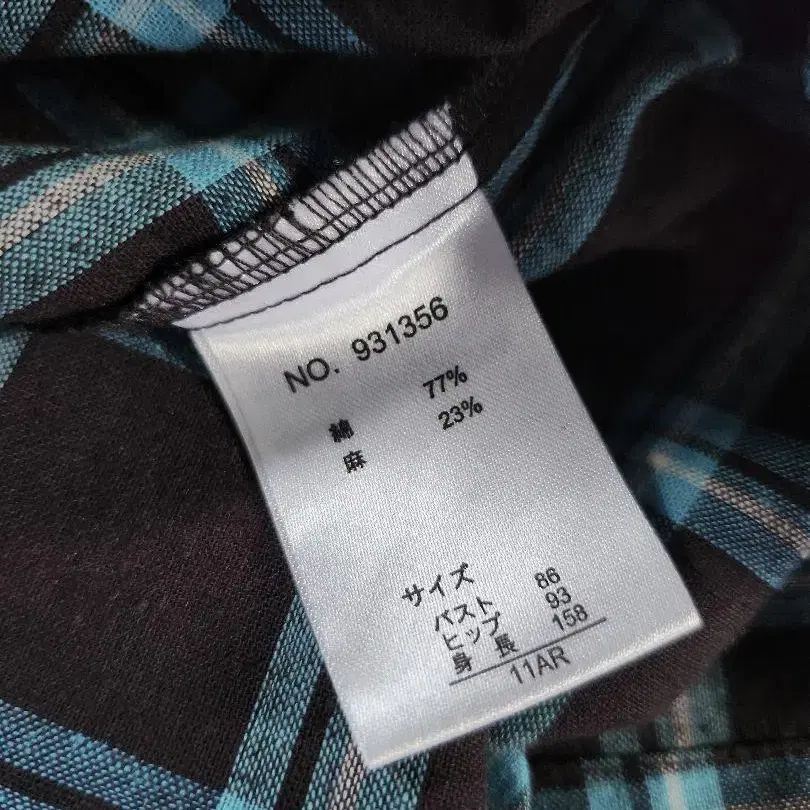 NO. 931356
綿 77%
麻 23%
サイズ
バスト 86
ヒップ 93
身 長 158
11AR